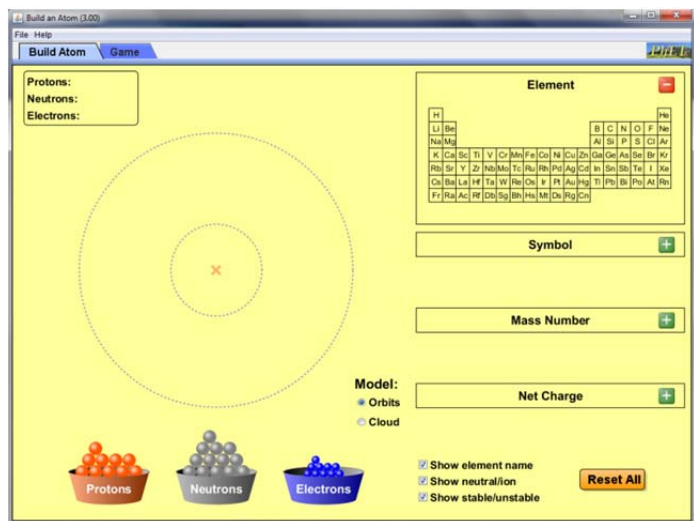 Build an Atom (3.00)
File Help
Build Atom Game
PhET
Protons:
Neutrons:
Electrons:
Element
H He
Li Be B C N O F Ne
Na Mg Al Si P S Cl Ar
K Ca Sc Ti V Cr Mn Fe Co Ni Cu Zn Ga Ge As Se Br Kr
Rb Sr Y Zr Nb Mo Tc Ru Rh Pd Ag Cd In Sn Sb Te I Xe
Cs Ba La Hf Ta W Re Os Ir Pt Au Hg Tl Pb Bi Po At Rn
Fr Ra Ac Rf Db Sg Bh Hs Mt Ds Rg Cn
Symbol
Mass Number
Net Charge
Model:
Orbits
Cloud
Protons
Neutrons
Electrons
Show element name
Show neutral/ion
Show stable/unstable
Reset All